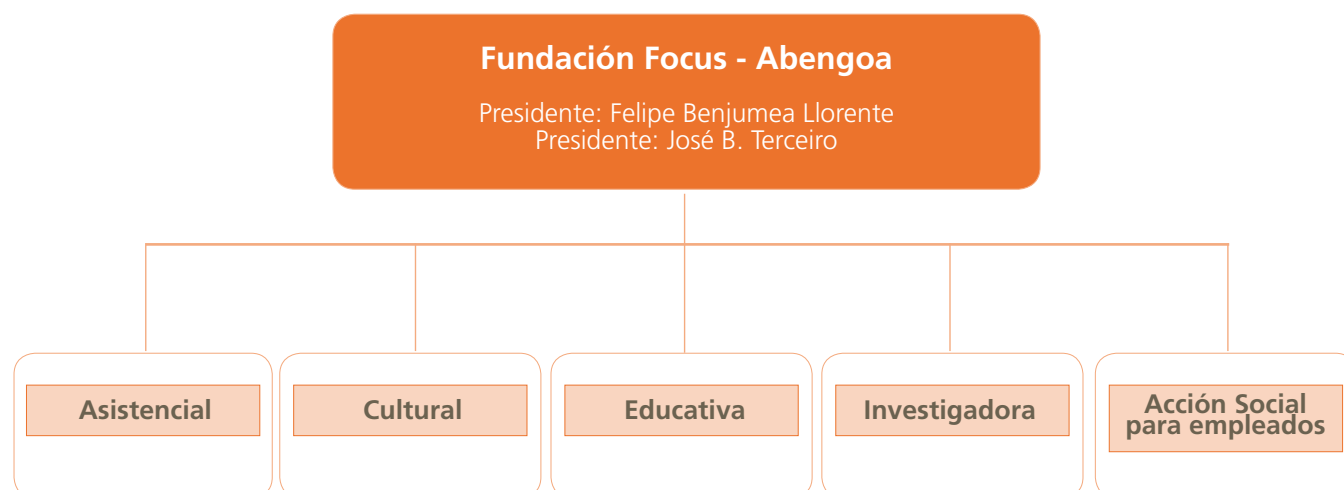 Fundación Focus - Abengoa
Presidente: Felipe Benjumea Llorente
Presidente: José B. Terceiro
Asistencial
Cultural
Educativa
Investigadora
Acción Social
para empleados